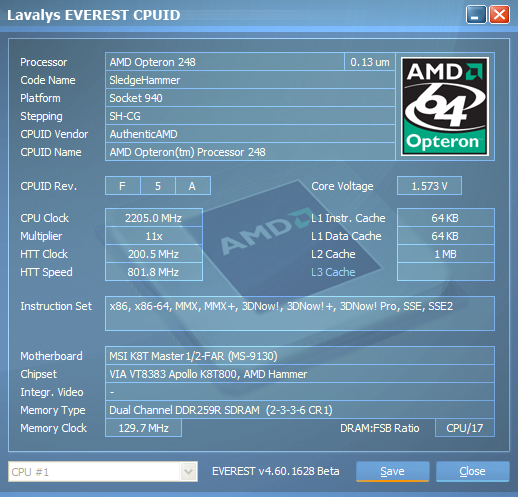 Lavalys EVEREST CPUID
Processor AMD Opteron 248 0.13 um
Code Name SledgeHammer
Platform Socket 940
Stepping SH-CG
CPUID Vendor AuthenticAMD
CPUID Name AMD Opteron(tm) Processor 248
AMD
64
Opteron
CPUID Rev. F 5 A Core Voltage 1.573 V
CPU Clock 2205.0 MHz L1 Instr. Cache 64 KB
Multiplier 11x L1 Data Cache 64 KB
HTT Clock 200.5 MHz L2 Cache 1 MB
HTT Speed 801.8 MHz L3 Cache
AMD
Instruction Set x86, x86-64, MMX, MMX+, 3DNow!, 3DNow!+, 3DNow! Pro, SSE, SSE2
Motherboard MSI K8T Master1/2-FAR (MS-9130)
Chipset VIA VT8383 Apollo K8T800, AMD Hammer
Integr. Video -
Memory Type Dual Channel DDR259R SDRAM (2-3-3-6 CR1)
Memory Clock 129.7 MHz DRAM:FSB Ratio CPU/17
CPU #1 EVEREST v4.60.1628 Beta Save Close